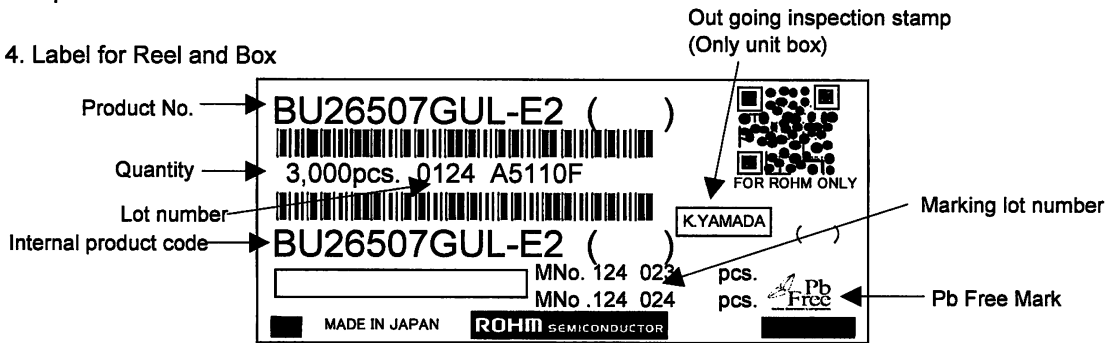 Out going inspection stamp
(Only unit box)
4. Label for Reel and Box
Product No.
BU26507GUL-E2 ( )
Quantity
3,000pcs. 0124 A5110F
FOR ROHM ONLY
Lot number
K.YAMADA
Marking lot number
Internal product code
BU26507GUL-E2 ( )
( )
MNo. 124 023 pcs.
MNo .124 024 pcs.
Pb
Free
Pb Free Mark
MADE IN JAPAN
ROHM SEMICONDUCTOR